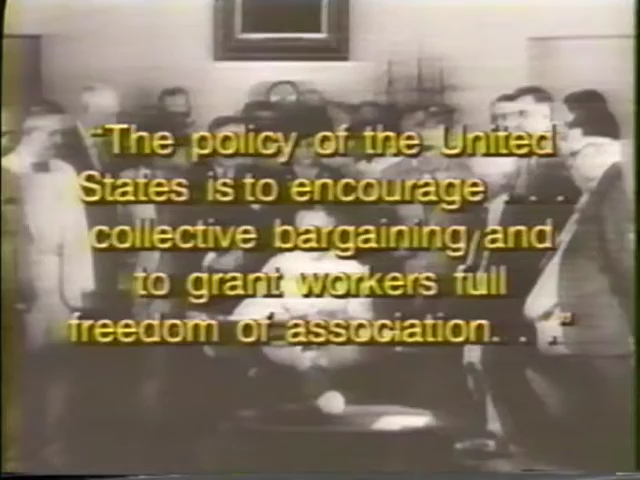 "The policy of the United
States is to encourage . . .
collective bargaining and
to grant workers full
freedom of association. . ."